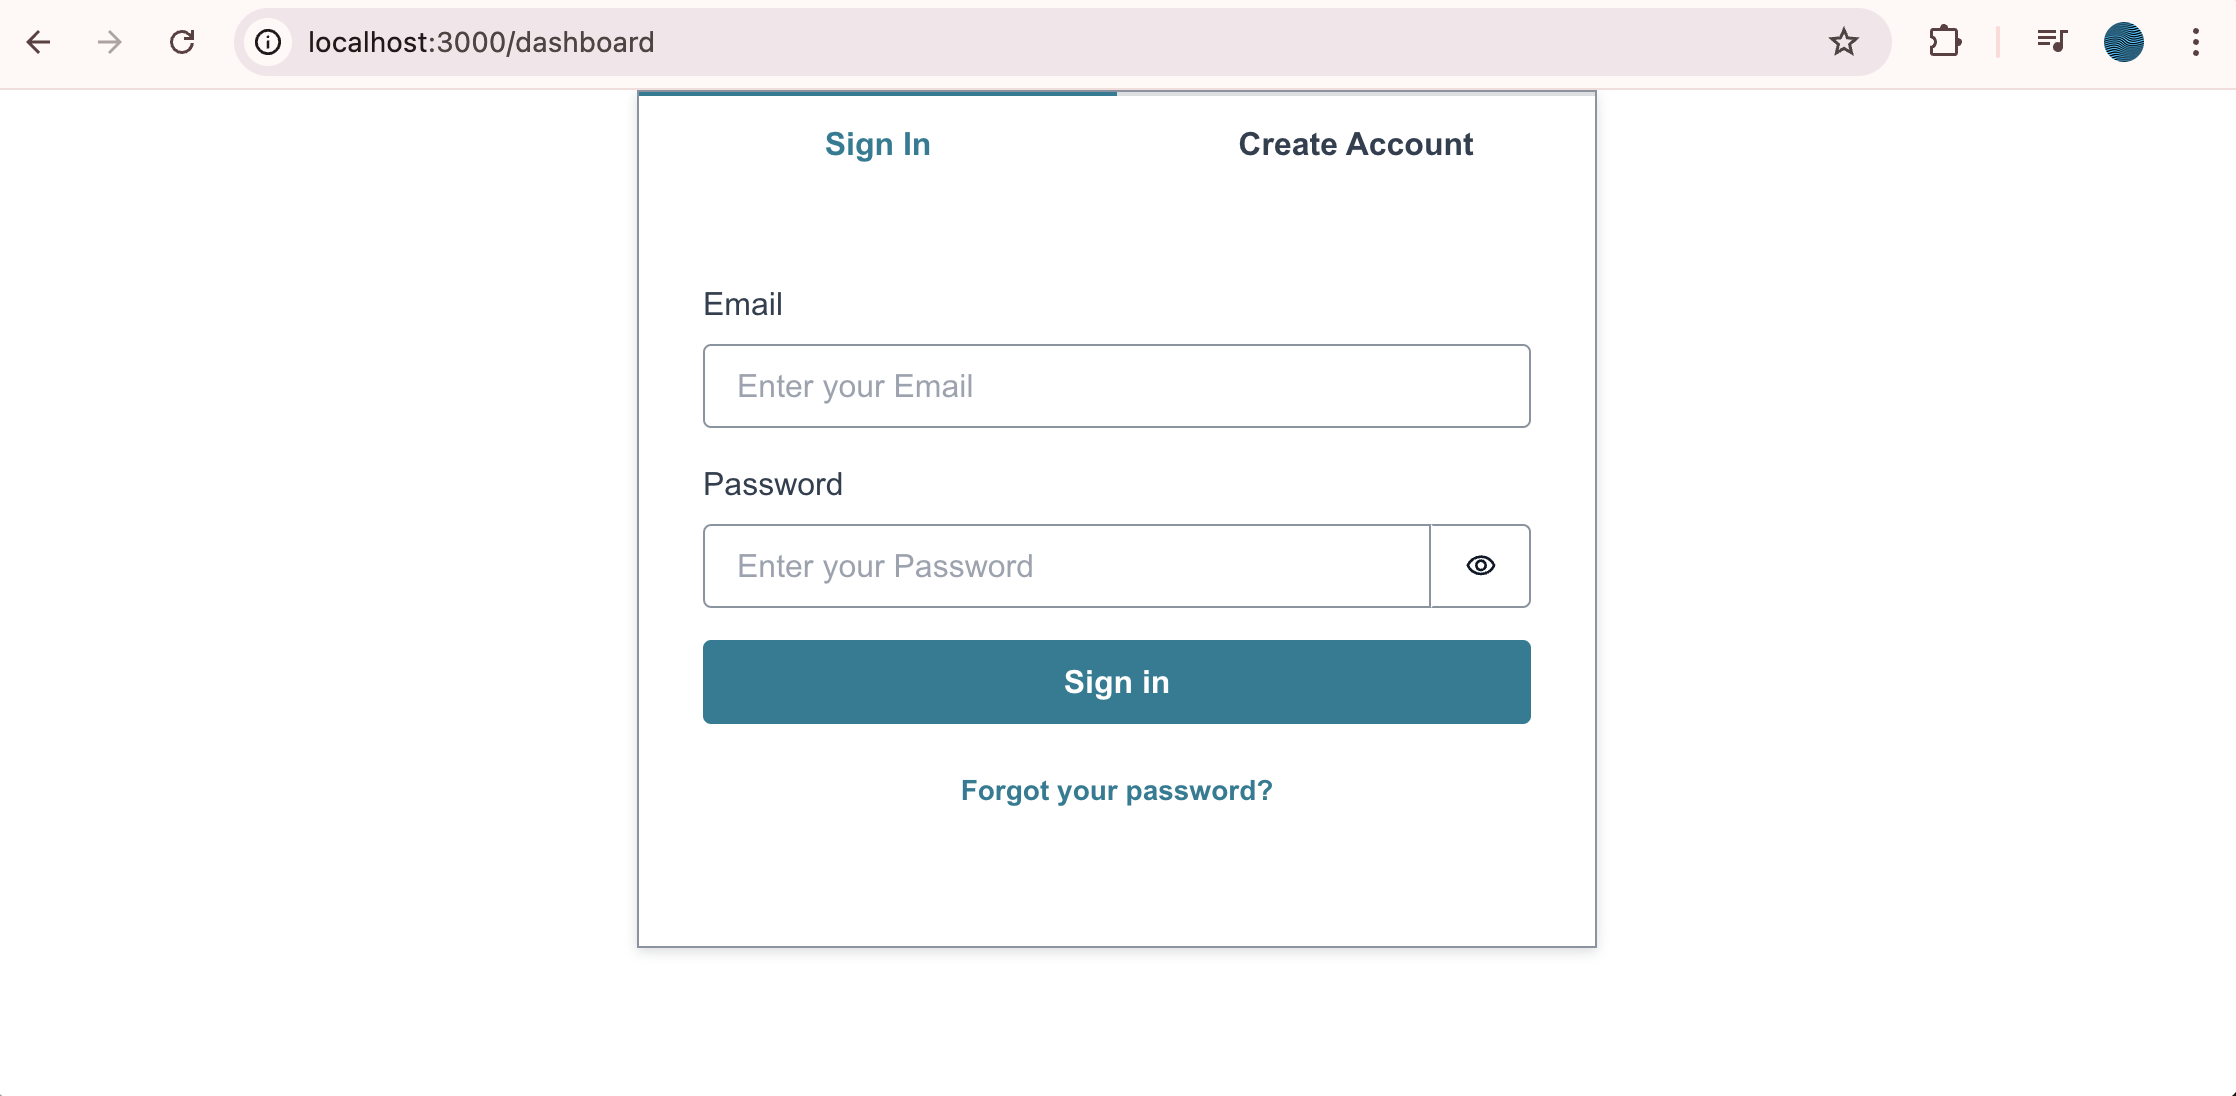 localhost:3000/dashboard
Sign In
Create Account
Email
Enter your Email
Password
Enter your Password
Sign in
Forgot your password?